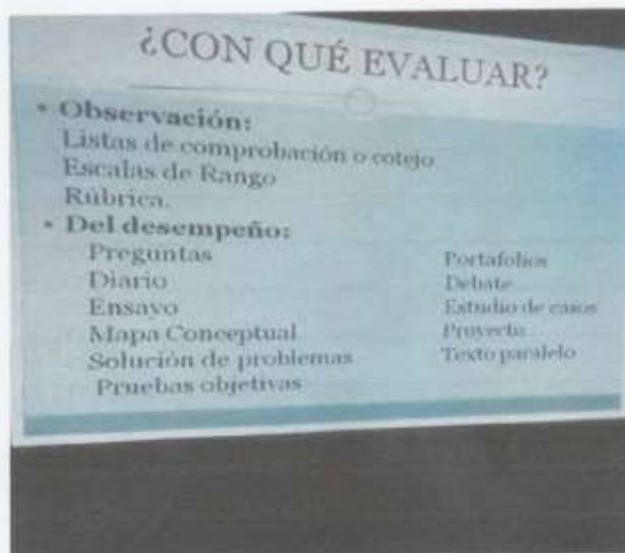 ¿CON QUÉ EVALUAR?
• Observación:
Listas de comprobación o cotejo
Escalas de Rango
Rúbrica.
• Del desempeño:
Preguntas
Diario
Ensayo
Mapa Conceptual
Solución de problemas
Pruebas objetivas
Portafolios
Debate
Estudio de casos
Proyecto
Texto paralelo